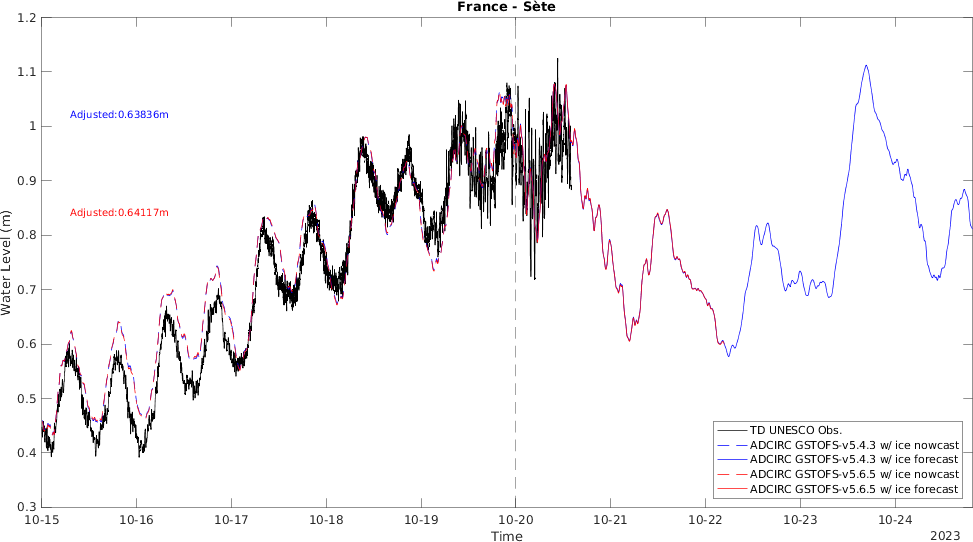 France - Sète
1.2
1.1
1
0.9
0.8
0.7
0.6
0.5
0.4
0.3
Water Level (m)
Adjusted:0.63836m
Adjusted:0.64117m
TD UNESCO Obs.
ADCIRC GSTOFS-v5.4.3 w/ ice nowcast
ADCIRC GSTOFS-v5.4.3 w/ ice forecast
ADCIRC GSTOFS-v5.6.5 w/ ice nowcast
ADCIRC GSTOFS-v5.6.5 w/ ice forecast
10-15 10-16 10-17 10-18 10-19 10-20 10-21 10-22 10-23 10-24
Time
2023